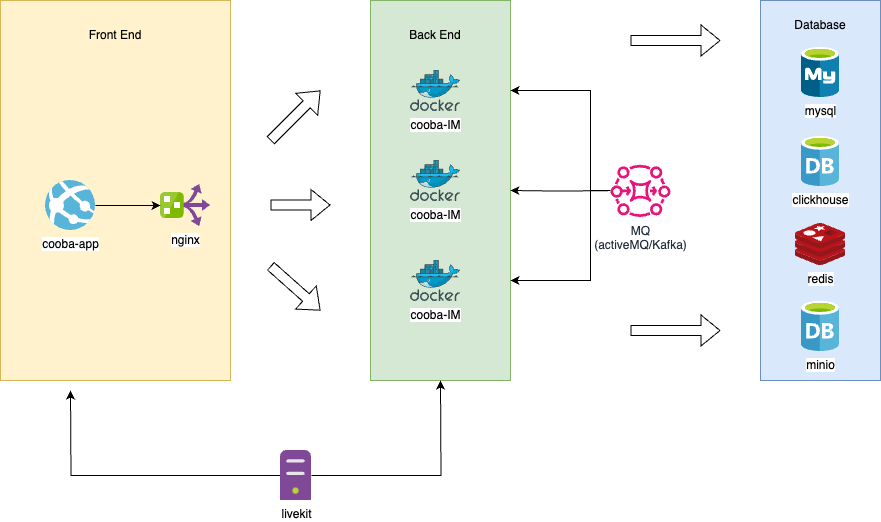 Front End
cooba-app
nginx
Back End
docker
cooba-IM
docker
cooba-IM
docker
cooba-IM
MQ
(activeMQ/Kafka)
Database
My
mysql
DB
clickhouse
redis
DB
minio
livekit